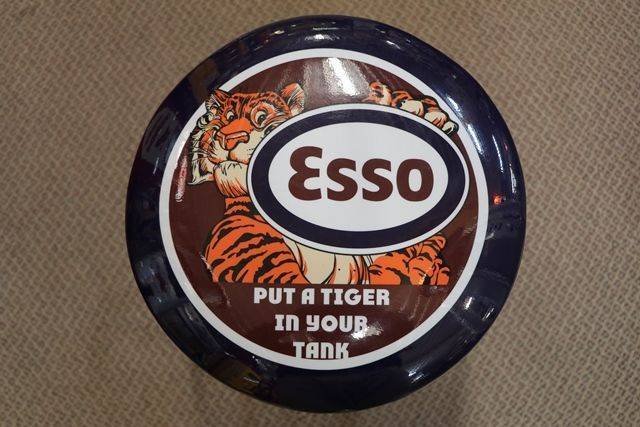 Esso
PUT A TIGER
IN YOUR
TANK